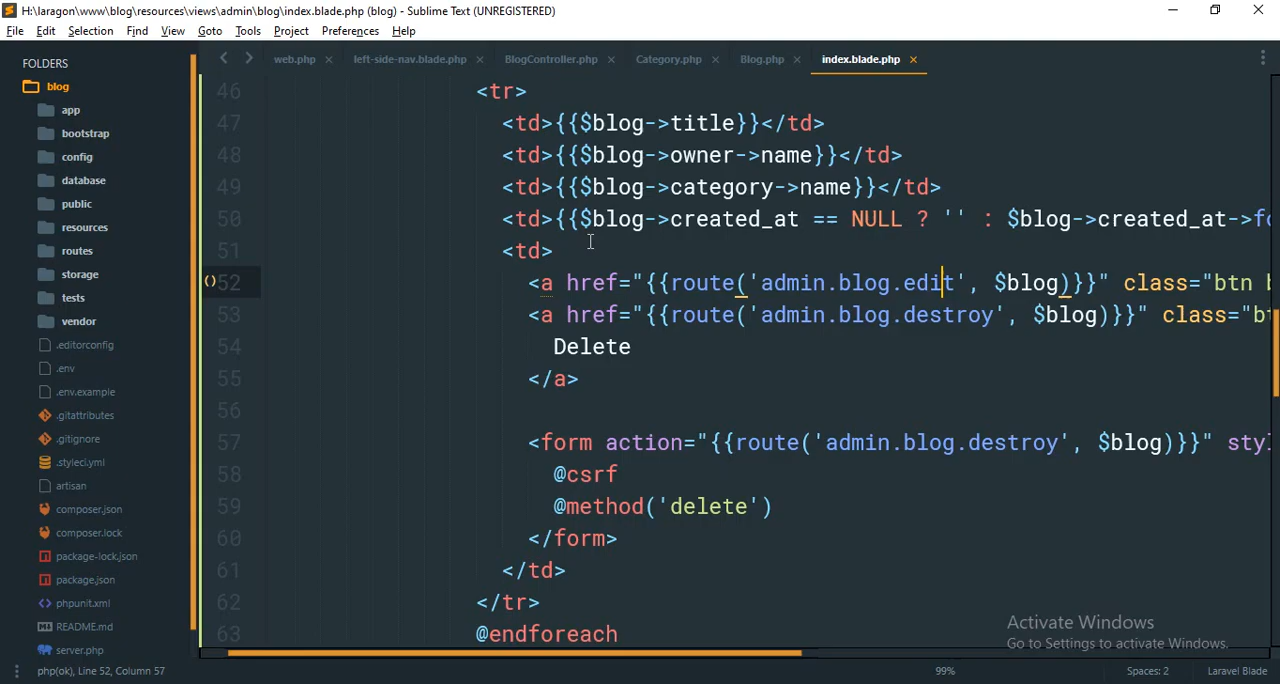 H:\laragon\www\blog\resources\views\admin\blog\index.blade.php (blog) - Sublime Text (UNREGISTERED)
File Edit Selection Find View Goto Tools Project Preferences Help
FOLDERS
blog
app
bootstrap
config
database
public
resources
routes
storage
tests
vendor
.editorconfig
.env
.env.example
.gitattributes
.gitignore
.styleci.yml
artisan
composer.json
composer.lock
package-lock.json
package.json
phpunit.xml
README.md
server.php
web.php left-side-nav.blade.php BlogController.php Category.php Blog.php index.blade.php
46 <tr>
47 <td>{{$blog->title}}</td>
48 <td>{{$blog->owner->name}}</td>
49 <td>{{$blog->category->name}}</td>
50 <td>{{$blog->created_at == NULL ? '' : $blog->created_at->fo
51 <td>
52 <a href="{{route('admin.blog.edit', $blog)}}" class="btn b
53 <a href="{{route('admin.blog.destroy', $blog)}}" class="bt
54 Delete
55 </a>
56
57 <form action="{{route('admin.blog.destroy', $blog)}}" styl
58 @csrf
59 @method('delete')
60 </form>
61 </td>
62 </tr>
63 @endforeach
Activate Windows
Go to Settings to activate Windows.
php(ok), Line 52, Column 57 99% Spaces: 2 Laravel Blade